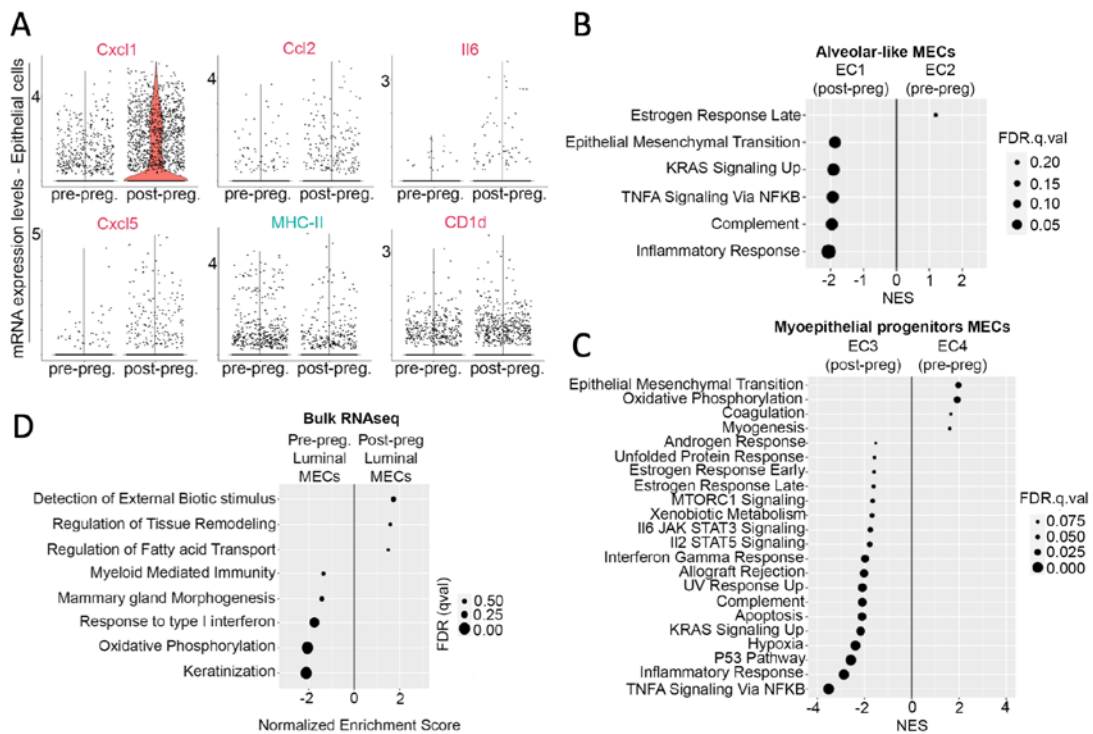 A
mRNA expression levels - Epithelial cells
Cxcl1
Ccl2
Il6
4
4
3
pre-preg. post-preg.
pre-preg. post-preg.
pre-preg. post-preg.
Cxcl5
MHC-II
CD1d
5
4
3
pre-preg. post-preg.
pre-preg. post-preg.
pre-preg. post-preg.
B
Alveolar-like MECs
EC1 EC2
(post-preg) (pre-preg)
Estrogen Response Late
Epithelial Mesenchymal Transition
KRAS Signaling Up
TNFA Signaling Via NFKB
Complement
Inflammatory Response
-2 -1 0 1 2
NES
FDR.q.val
0.20
0.15
0.10
0.05
Myoepithelial progenitors MECs
C
EC3 EC4
(post-preg) (pre-preg)
Epithelial Mesenchymal Transition
Oxidative Phosphorylation
Coagulation
Myogenesis
Androgen Response
Unfolded Protein Response
Estrogen Response Early
Estrogen Response Late
MTORC1 Signaling
Xenobiotic Metabolism
Il6 JAK STAT3 Signaling
Il2 STAT5 Signaling
Interferon Gamma Response
Allograft Rejection
UV Response Up
Complement
Apoptosis
KRAS Signaling Up
Hypoxia
P53 Pathway
Inflammatory Response
TNFA Signaling Via NFKB
-4 -2 0 2 4
NES
FDR.q.val
0.075
0.050
0.025
0.000
D
Bulk RNAseq
Pre-preg. Post-preg
Luminal Luminal
MECs MECs
Detection of External Biotic stimulus
Regulation of Tissue Remodeling
Regulation of Fatty acid Transport
Myeloid Mediated Immunity
Mammary gland Morphogenesis
Response to type I interferon
Oxidative Phosphorylation
Keratinization
-2 0 2
Normalized Enrichment Score
FDR (qval)
0.50
0.25
0.00